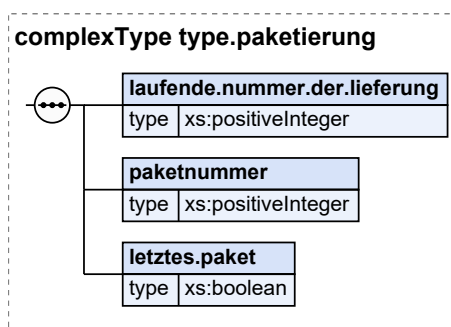 complexType type.paketierung
laufende.nummer.der.lieferung
type xs:positiveInteger
paketnummer
type xs:positiveInteger
letztes.paket
type xs:boolean